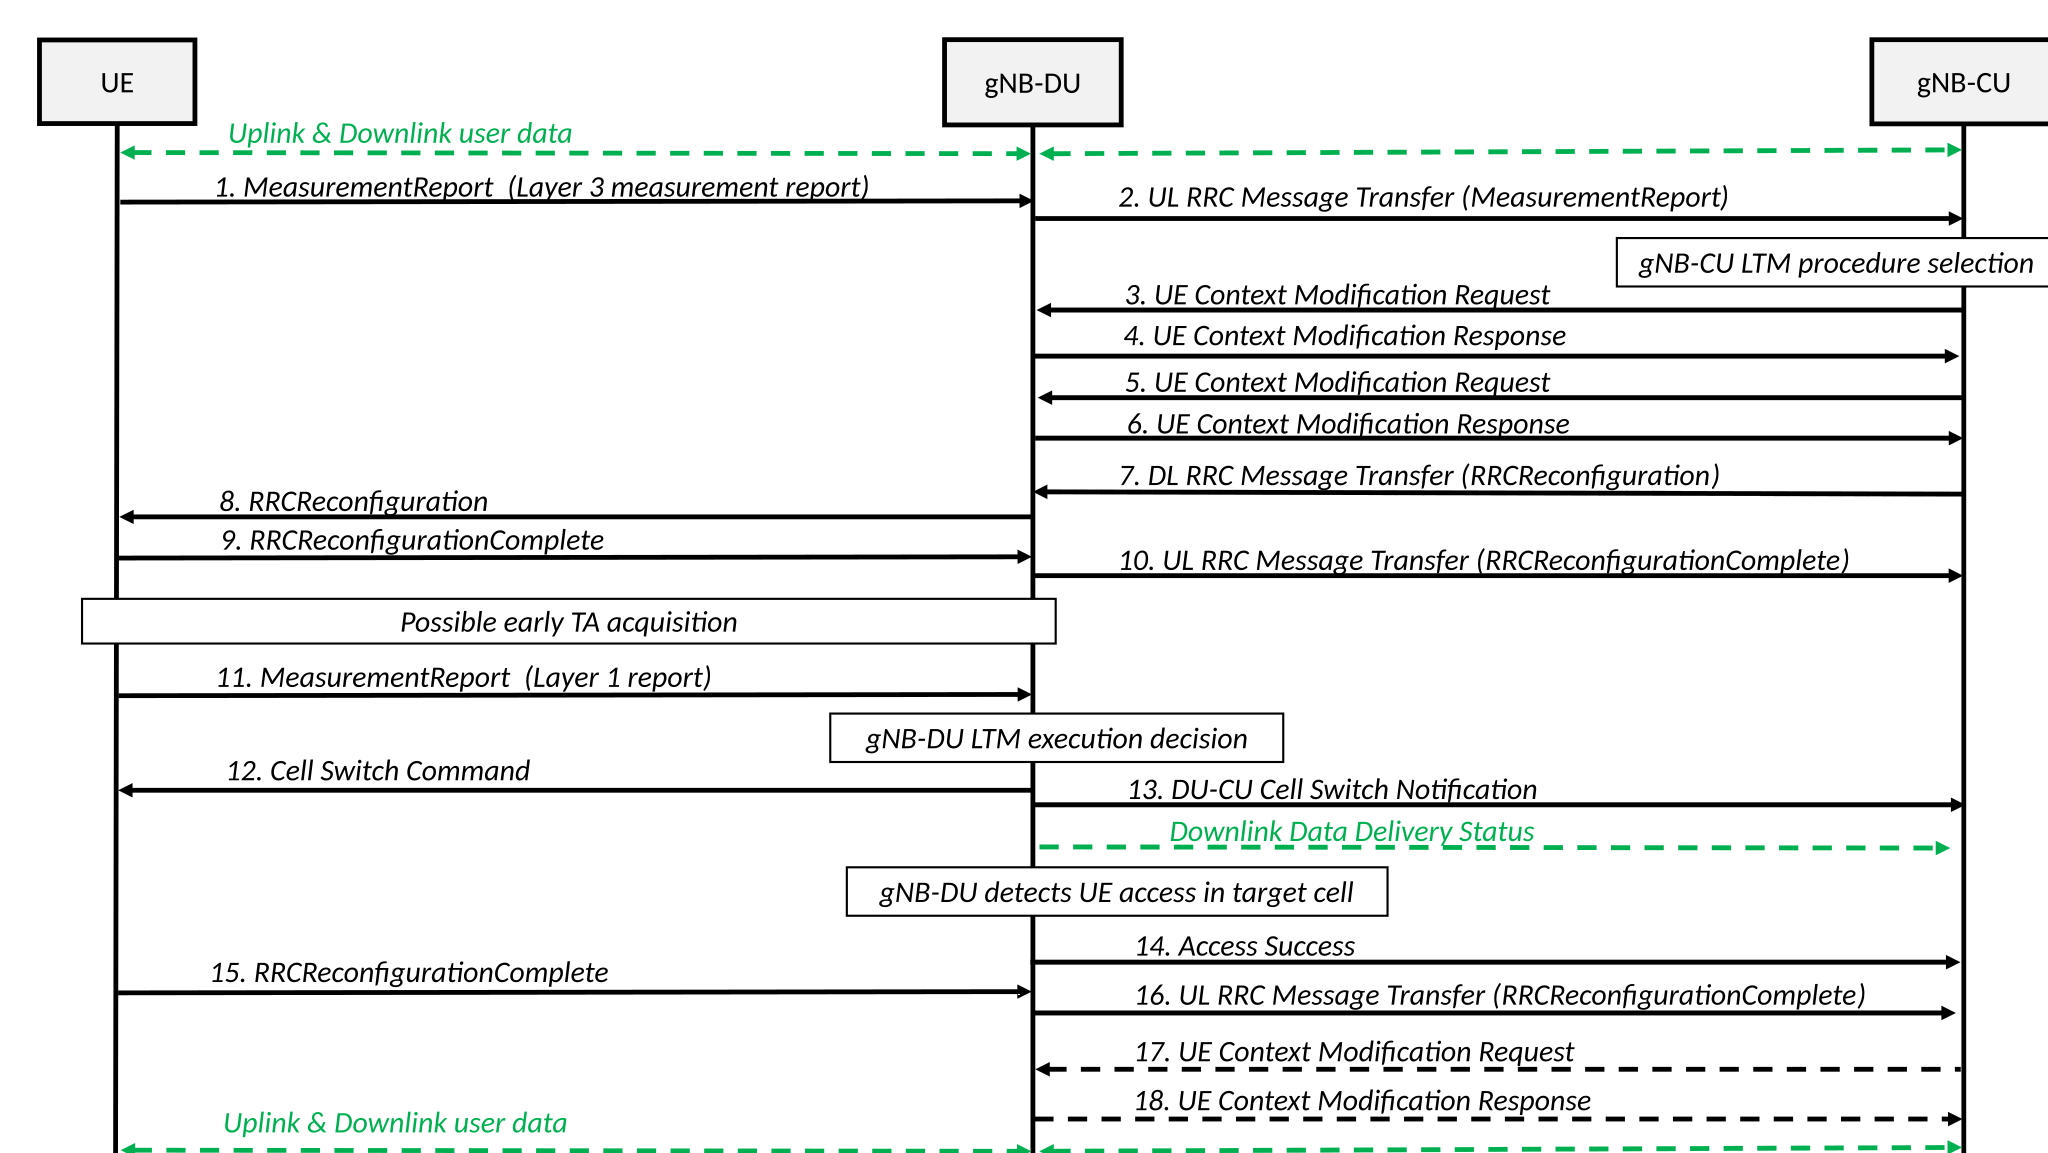 UE
gNB-DU
gNB-CU
Uplink & Downlink user data
1. MeasurementReport (Layer 3 measurement report)
2. UL RRC Message Transfer (MeasurementReport)
gNB-CU LTM procedure selection
3. UE Context Modification Request
4. UE Context Modification Response
5. UE Context Modification Request
6. UE Context Modification Response
7. DL RRC Message Transfer (RRCReconfiguration)
8. RRCReconfiguration
9. RRCReconfigurationComplete
10. UL RRC Message Transfer (RRCReconfigurationComplete)
Possible early TA acquisition
11. MeasurementReport (Layer 1 report)
gNB-DU LTM execution decision
12. Cell Switch Command
13. DU-CU Cell Switch Notification
Downlink Data Delivery Status
gNB-DU detects UE access in target cell
14. Access Success
15. RRCReconfigurationComplete
16. UL RRC Message Transfer (RRCReconfigurationComplete)
17. UE Context Modification Request
18. UE Context Modification Response
Uplink & Downlink user data